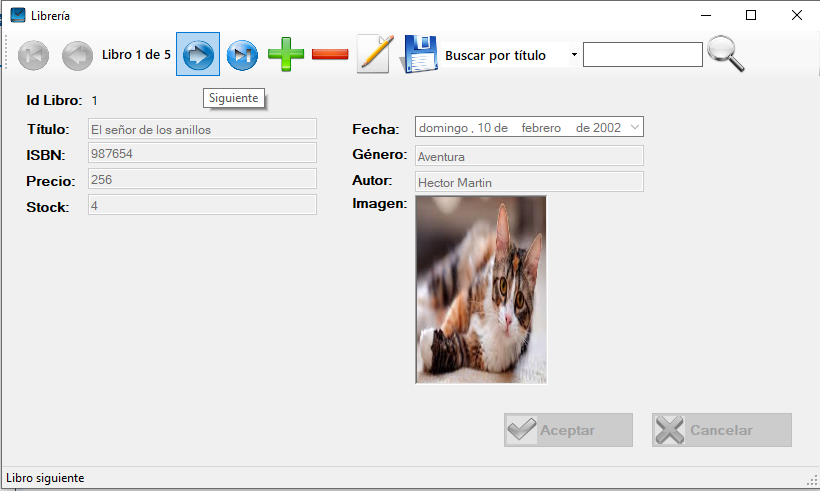 Librería
Libro 1 de 5
Buscar por título
Siguiente
Id Libro: 1
Título: El señor de los anillos
ISBN: 987654
Precio: 256
Stock: 4
Fecha: domingo , 10 de febrero de 2002
Género: Aventura
Autor: Hector Martin
Imagen:
Aceptar
Cancelar
Libro siguiente